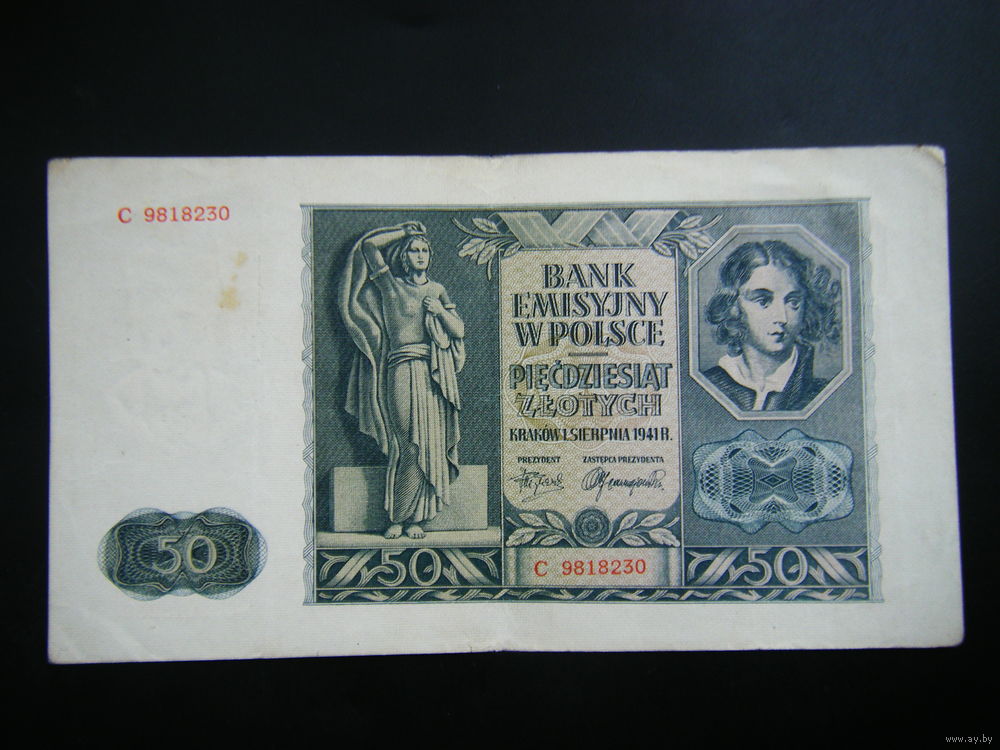 C 9818230
BANK
EMISYJNY
W POLSCE
PIĘĆDZIESIĄT
ZŁOTYCH
KRAKÓW 1. SIERPNIA 1941 R.
PREZYDENT ZASTĘPCA PREZYDENTA
50
50
C 9818230
50
www.ay.by